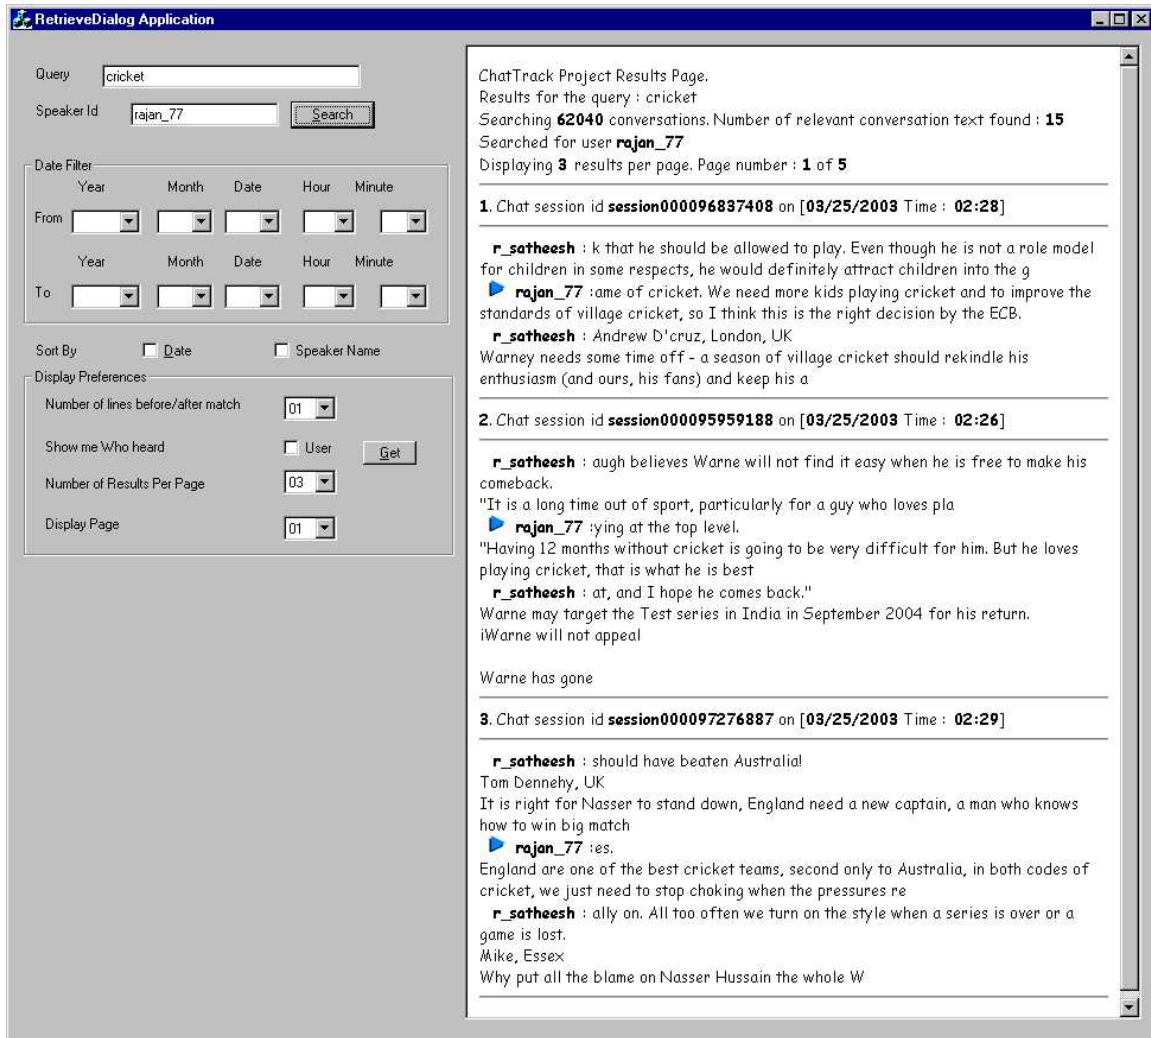 RetrieveDialog Application
Query cricket
Speaker Id rajan_77 Search
Date Filter
Year Month Date Hour Minute
From
Year Month Date Hour Minute
To
Sort By Date Speaker Name
Display Preferences
Number of lines before/after match 01
Show me Who heard User Get
Number of Results Per Page 03
Display Page 01
ChatTrack Project Results Page.
Results for the query : cricket
Searching 62040 conversations. Number of relevant conversation text found : 15
Searched for user rajan_77
Displaying 3 results per page. Page number : 1 of 5
1. Chat session id session000096837408 on [03/25/2003 Time : 02:28]
r_satheesh : k that he should be allowed to play. Even though he is not a role model
for children in some respects, he would definitely attract children into the g
rajan_77 :ame of cricket. We need more kids playing cricket and to improve the
standards of village cricket, so I think this is the right decision by the ECB.
r_satheesh : Andrew D'cruz, London, UK
Warney needs some time off - a season of village cricket should rekindle his
enthusiasm (and ours, his fans) and keep his a
2. Chat session id session000095959188 on [03/25/2003 Time : 02:26]
r_satheesh : augh believes Warne will not find it easy when he is free to make his
comeback.
"It is a long time out of sport, particularly for a guy who loves pla
rajan_77 :ying at the top level.
"Having 12 months without cricket is going to be very difficult for him. But he loves
playing cricket, that is what he is best
r_satheesh : at, and I hope he comes back."
Warne may target the Test series in India in September 2004 for his return.
iWarne will not appeal
Warne has gone
3. Chat session id session000097276887 on [03/25/2003 Time : 02:29]
r_satheesh : should have beaten Australia!
Tom Dennehy, UK
It is right for Nasser to stand down, England need a new captain, a man who knows
how to win big match
rajan_77 :es.
England are one of the best cricket teams, second only to Australia, in both codes of
cricket, we just need to stop choking when the pressures re
r_satheesh : ally on. All too often we turn on the style when a series is over or a
game is lost.
Mike, Essex
Why put all the blame on Nasser Hussain the whole W